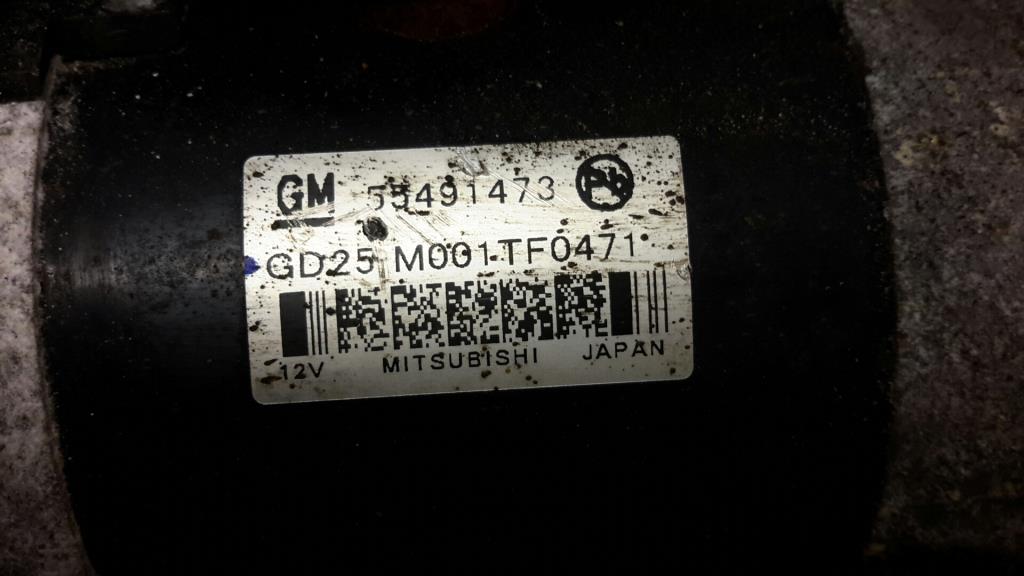 GM 55491473 Pb
GD25 M001TF0471
12V MITSUBISHI JAPAN